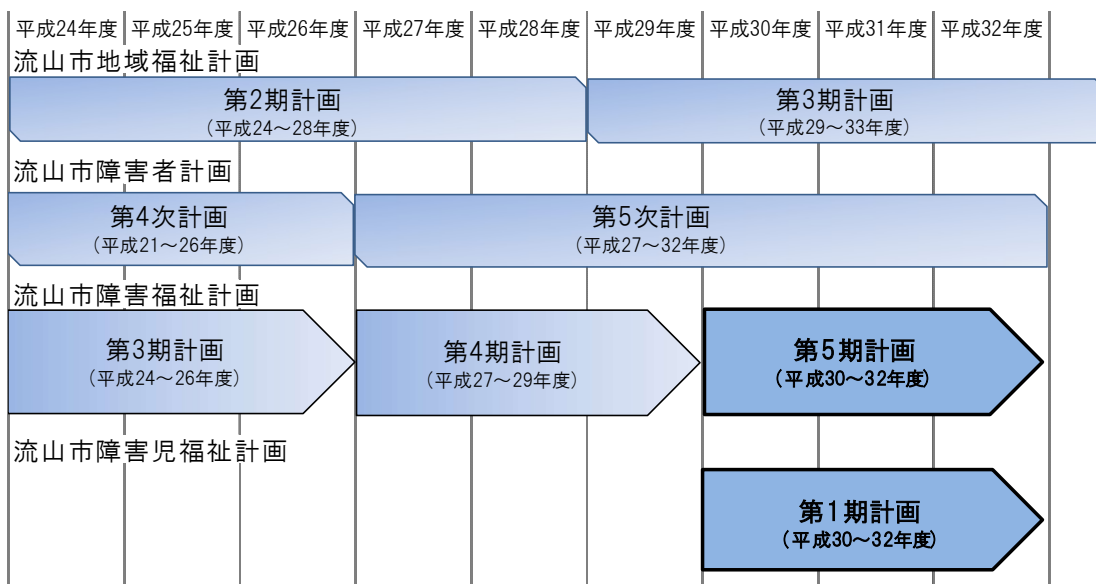 平成24年度 平成25年度 平成26年度 平成27年度 平成28年度 平成29年度 平成30年度 平成31年度 平成32年度
流山市地域福祉計画
第2期計画 第3期計画
（平成24～28年度） （平成29～33年度）
流山市障害者計画
第4次計画 第5次計画
（平成21～26年度） （平成27～32年度）
流山市障害福祉計画
第3期計画 第4期計画 第5期計画
（平成24～26年度） （平成27～29年度） （平成30～32年度）
流山市障害児福祉計画
第1期計画
（平成30～32年度）